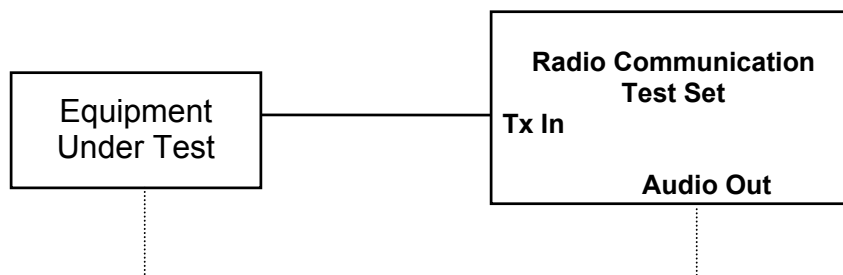 Radio Communication
Test Set
Equipment
Under Test
Tx In
Audio Out